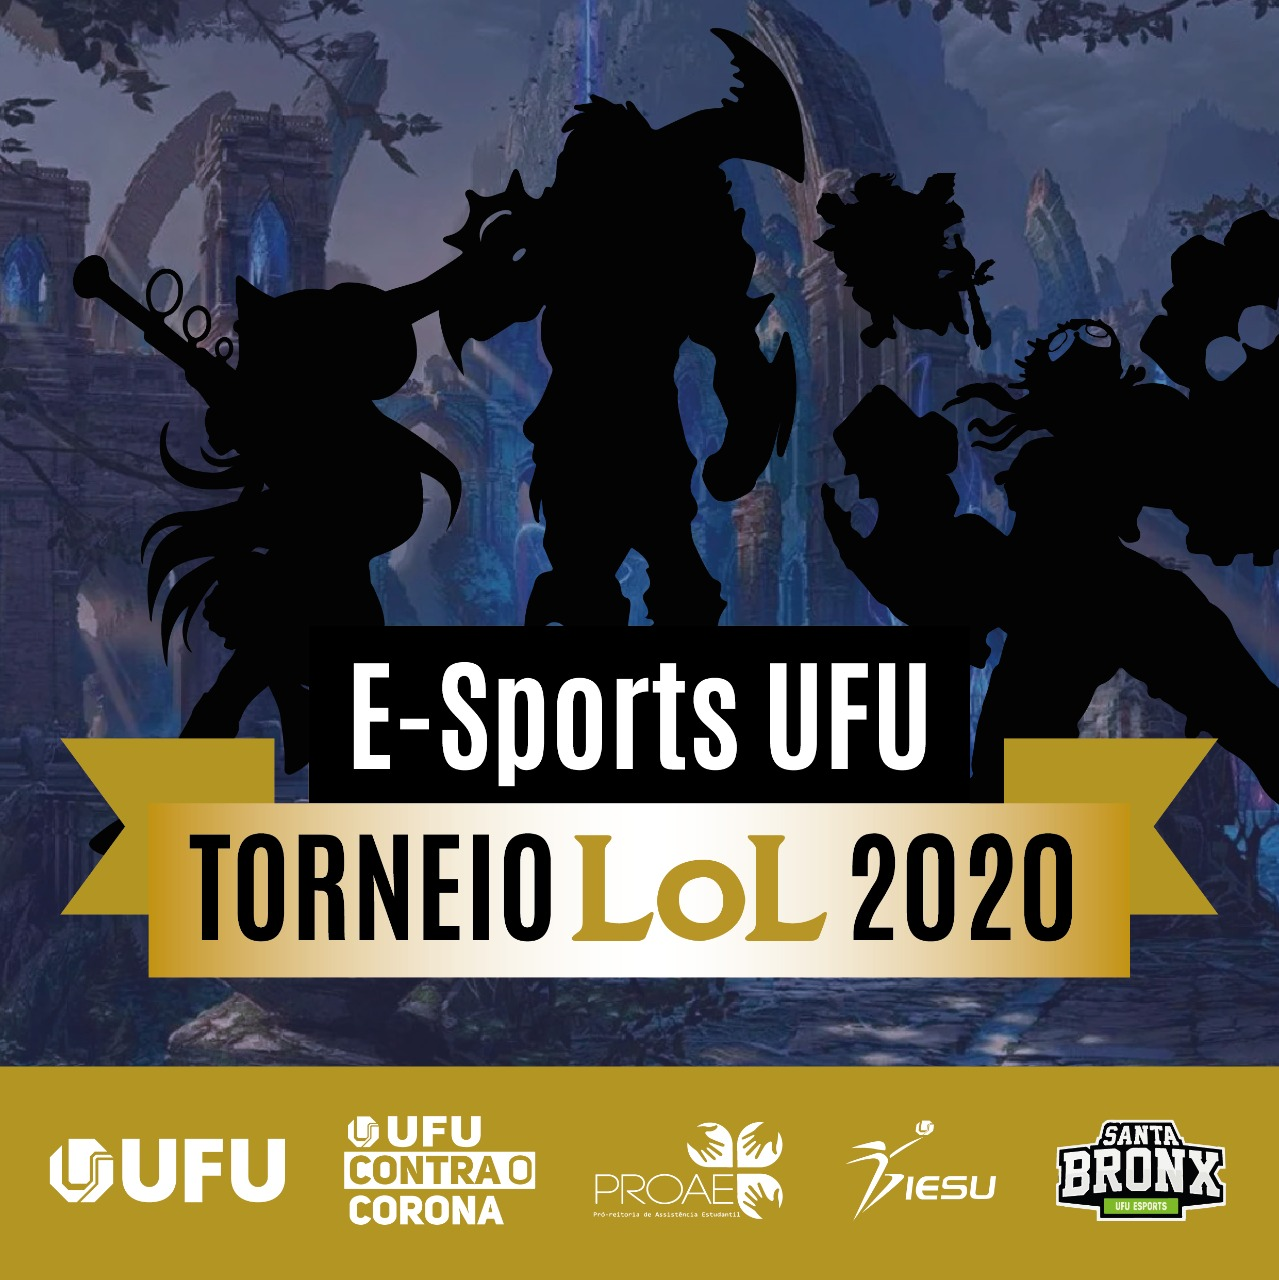 E-Sports UFU
TORNEIO LOL 2020
UFU
UFU
CONTRA O
CORONA
PROAE
Pró-reitoria de Assistência Estudantil
DIESU
SANTA
BRONX
UFU ESPORTS